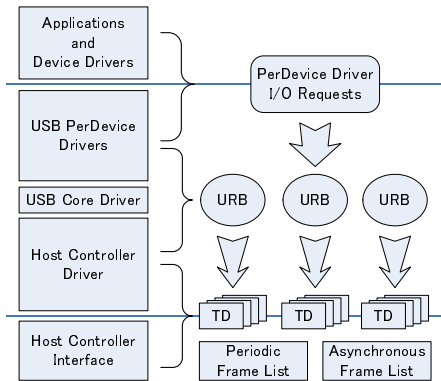 Applications
and
Device Drivers
PerDevice Driver
I/O Requests
USB PerDevice
Drivers
USB Core Driver
URB
URB
URB
Host Controller
Driver
TD
TD
TD
Host Controller
Interface
Periodic
Frame List
Asynchronous
Frame List